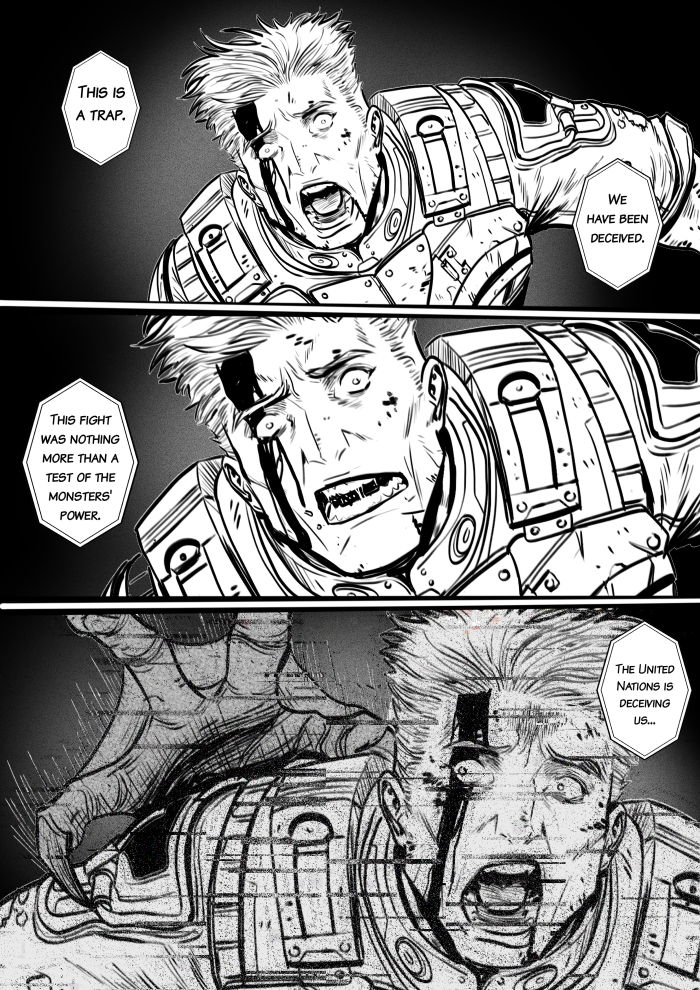 This is
a trap.
We
have been
deceived.
This fight
was nothing
more than a
test of the
monsters'
power.
The United
Nations is
deceiving
us...